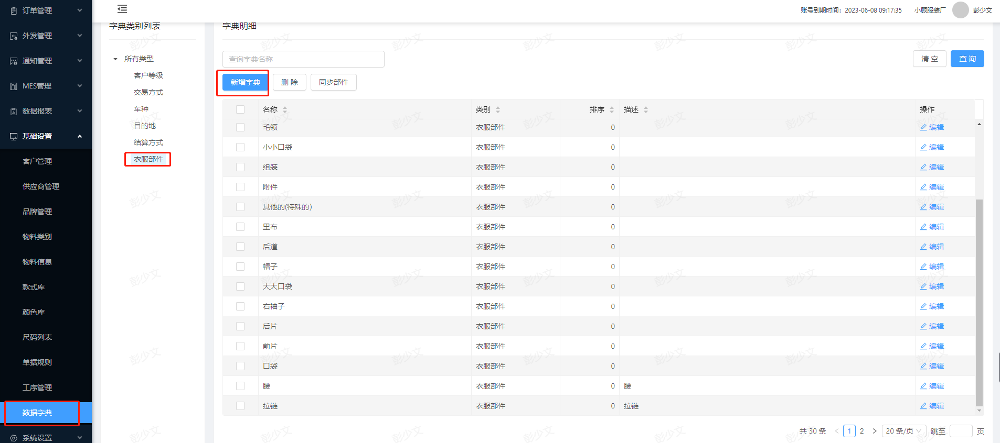 订单管理
外发管理
通知管理
MES管理
数据报表
基础设置
客户管理
供应商管理
品牌管理
物料类别
物料信息
款式库
颜色库
尺码列表
单据规则
工序管理
数据字典
系统设置
账号到期时间：2023-06-08 09:17:35 小顾服装厂 彭少文
字典类别列表
所有类型
客户等级
交易方式
车种
目的地
结算方式
衣服部件
字典明细
查询字典名称 清 空 查 询
新增字典 删 除 同步部件
名称 类别 排序 描述 操作
毛领 衣服部件 0 编辑
小小口袋 衣服部件 0 编辑
组装 衣服部件 0 编辑
附件 衣服部件 0 编辑
其他的(特殊的） 衣服部件 0 编辑
里布 衣服部件 0 编辑
后道 衣服部件 0 编辑
帽子 衣服部件 0 编辑
大大口袋 衣服部件 0 编辑
右袖子 衣服部件 0 编辑
后片 衣服部件 0 编辑
前片 衣服部件 0 编辑
口袋 衣服部件 0 编辑
腰 衣服部件 0 腰 编辑
拉链 衣服部件 0 拉链 编辑
共 30 条 1 2 20 条/页 跳至 页